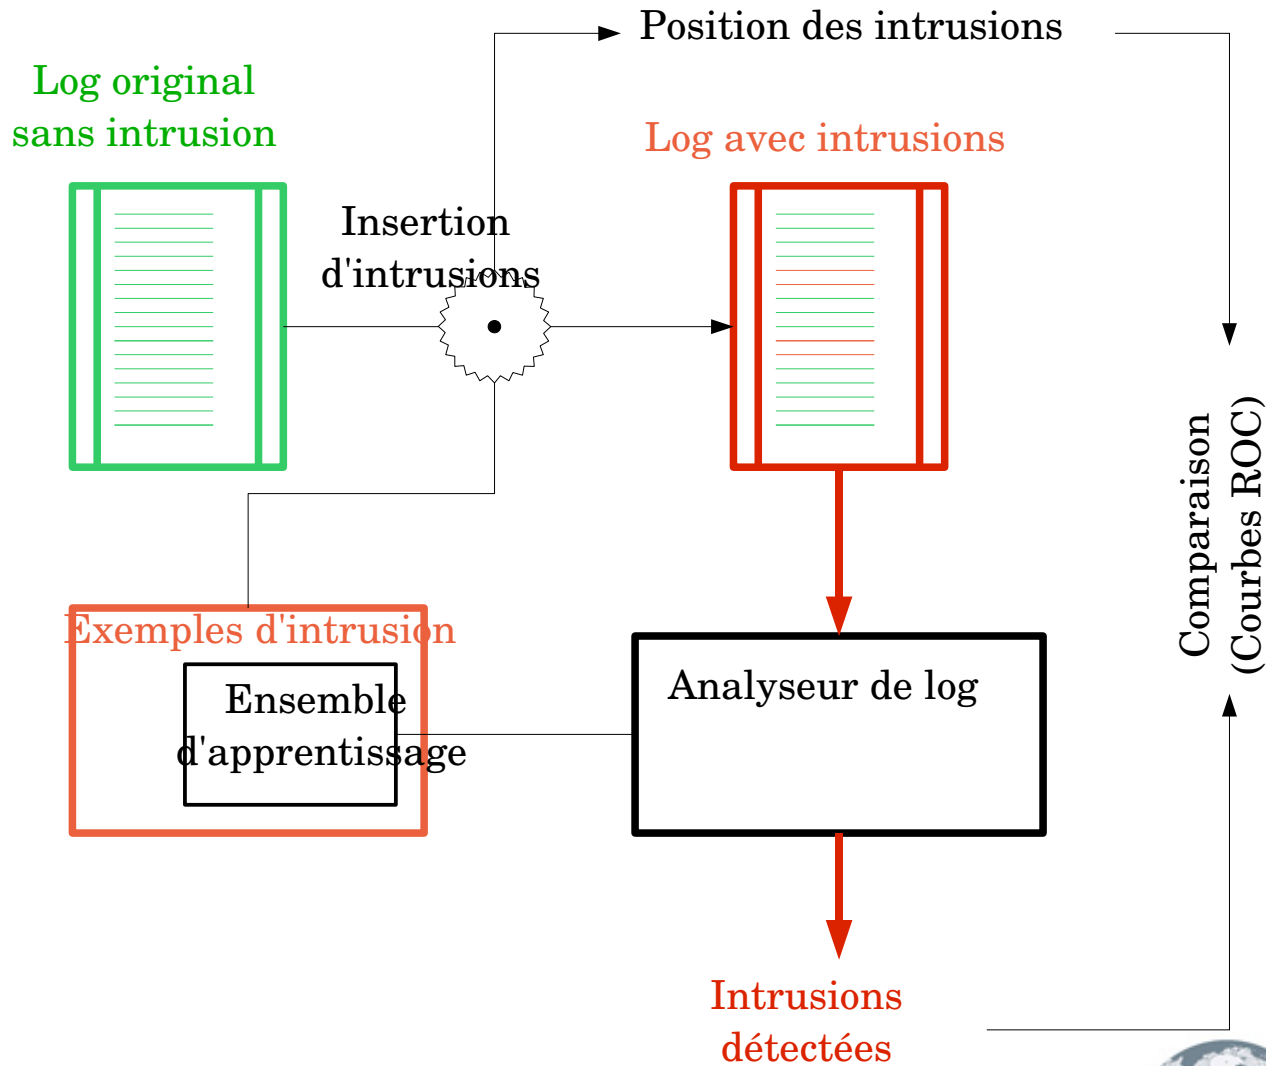 Position des intrusions
Log original
sans intrusion
Log avec intrusions
Insertion
d'intrusions
Comparaison
(Courbes ROC)
Exemples d'intrusion
Ensemble
d'apprentissage
Analyseur de log
Intrusions
détectées